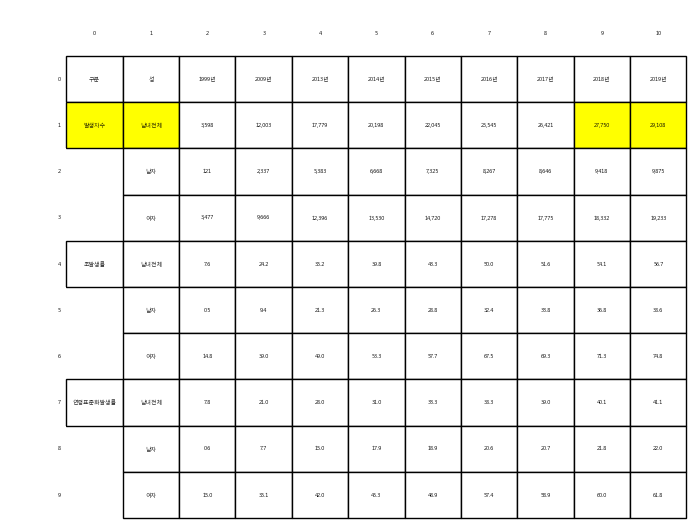 0 1 2 3 4 5 6 7 8 9 10
0 구분 성 1999년 2009년 2013년 2014년 2015년 2016년 2017년 2018년 2019년
1 발생자수 남녀전체 3,598 12,003 17,779 20,198 22,045 25,545 26,421 27,750 29,108
2 남자 121 2,337 5,383 6,668 7,325 8,267 8,646 9,418 9,875
3 여자 3,477 9,666 12,396 13,530 14,720 17,278 17,775 18,332 19,233
4 조발생률 남녀전체 7.6 24.2 35.2 39.8 43.3 50.0 51.6 54.1 56.7
5 남자 0.5 9.4 21.3 26.3 28.8 32.4 33.8 36.8 38.6
6 여자 14.8 39.0 49.0 53.3 57.7 67.5 69.3 71.3 74.8
7 연령표준화발생률 남녀전체 7.8 21.0 28.0 31.0 33.3 38.3 39.0 40.1 41.1
8 남자 0.6 7.7 15.0 17.9 18.9 20.6 20.7 21.8 22.0
9 여자 15.0 35.1 42.0 45.3 48.9 57.4 58.9 60.0 61.8